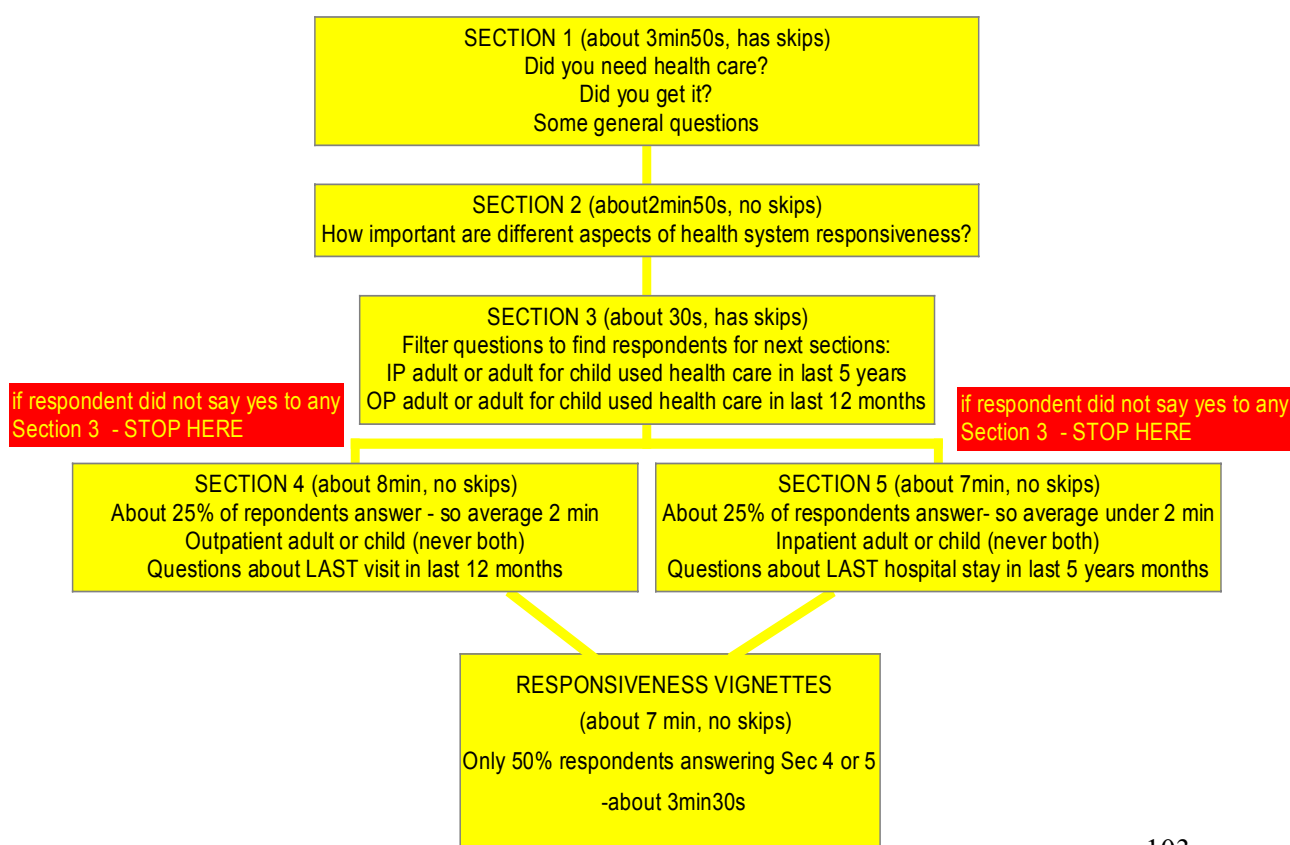 SECTION 1 (about 3min50s, has skips)
Did you need health care?
Did you get it?
Some general questions
SECTION 2 (about2min50s, no skips)
How important are different aspects of health system responsiveness?
SECTION 3 (about 30s, has skips)
Filter questions to find respondents for next sections:
IP adult or adult for child used health care in last 5 years
OP adult or adult for child used health care in last 12 months
if respondent did not say yes to any
Section 3 - STOP HERE
if respondent did not say yes to any
Section 3 - STOP HERE
SECTION 4 (about 8min, no skips)
About 25% of repondents answer - so average 2 min
Outpatient adult or child (never both)
Questions about LAST visit in last 12 months
SECTION 5 (about 7min, no skips)
About 25% of respondents answer- so average under 2 min
Inpatient adult or child (never both)
Questions about LAST hospital stay in last 5 years months
RESPONSIVENESS VIGNETTES
(about 7 min, no skips)
Only 50% respondents answering Sec 4 or 5
-about 3min30s